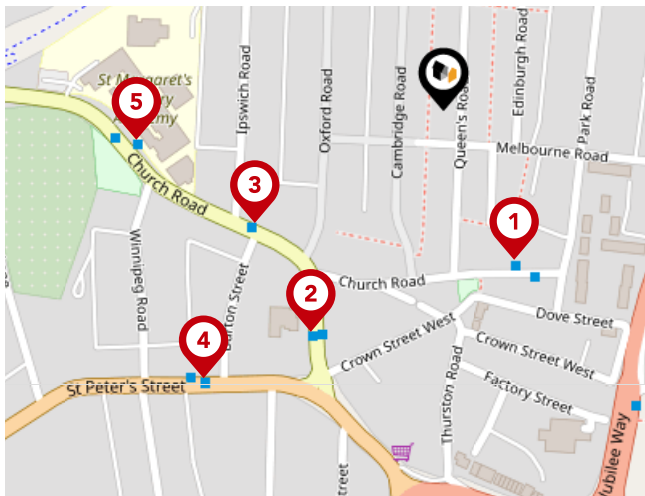 St Margaret's
Primary
Academy
Ipswich Road
Oxford Road
Cambridge Road
Queen's Road
Edinburgh Road
Park Road
Melbourne Road
5
3
1
Church Road
Winnipeg Road
Church Road
2
Dove Street
4
Crown Street West
Crown Street West
St Peter's Street
Thurston Road
Factory Street
Jubilee Way
treet